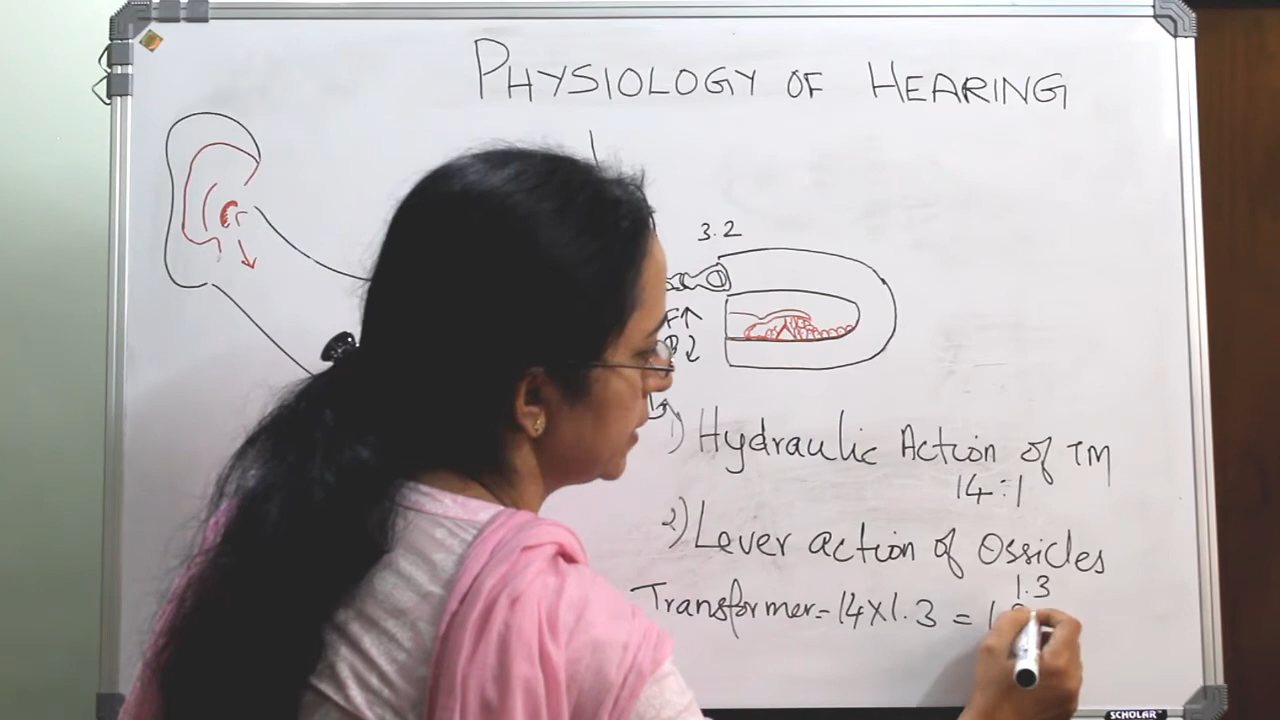 PHYSIOLOGY OF HEARING
3.2
F↑
↓
1) Hydraulic Action of TM
14:1
2) Lever action of Ossicles
1.3
Transformer = 14X1.3 = 1
SCHOLAR